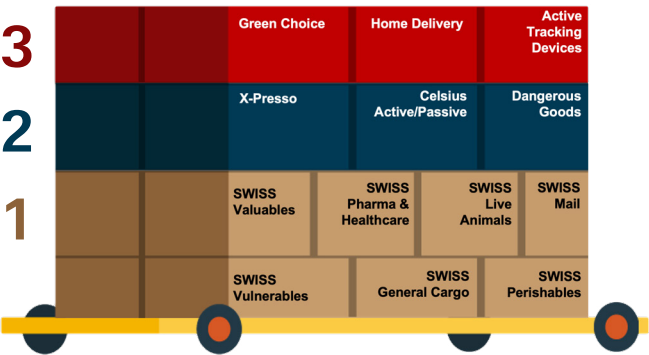 3
Green Choice
Home Delivery
Active
Tracking
Devices
2
X-Presso
Celsius
Active/Passive
Dangerous
Goods
1
SWISS
Valuables
SWISS
Pharma &
Healthcare
SWISS
Live
Animals
SWISS
Mail
SWISS
Vulnerables
SWISS
General Cargo
SWISS
Perishables